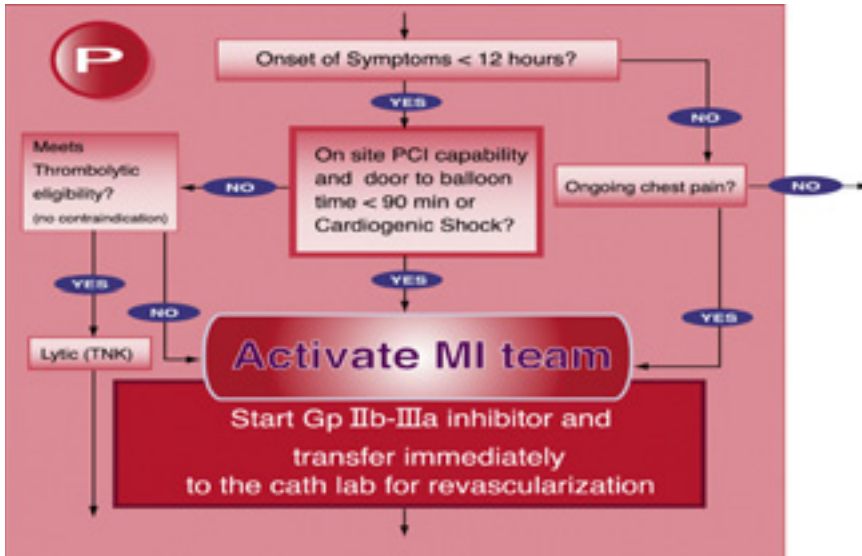 P
Onset of Symptoms < 12 hours?
YES
NO
Meets
Thrombolytic
eligibility?
(no contraindication)
NO
On site PCI capability
and door to balloon
time < 90 min or
Cardiogenic Shock?
Ongoing chest pain?
NO
YES
NO
YES
YES
Lytic (TNK)
Activate MI team
Start Gp IIb-IIIa inhibitor and
transfer immediately
to the cath lab for revascularization